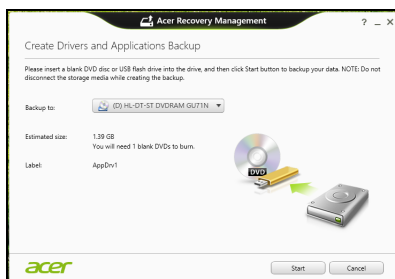 Acer Recovery Management
? _ X
Create Drivers and Applications Backup
Please insert a blank DVD disc or USB flash drive into the drive, and then click Start button to backup your data. NOTE: Do not
disconnect the storage media while creating the backup.
Backup to:
(D) HL-DT-ST DVDRAM GU71N
Estimated size:
1.39 GB
You will need 1 blank DVDs to burn.
Label:
AppDrv1
DVD
acer
Start
Cancel